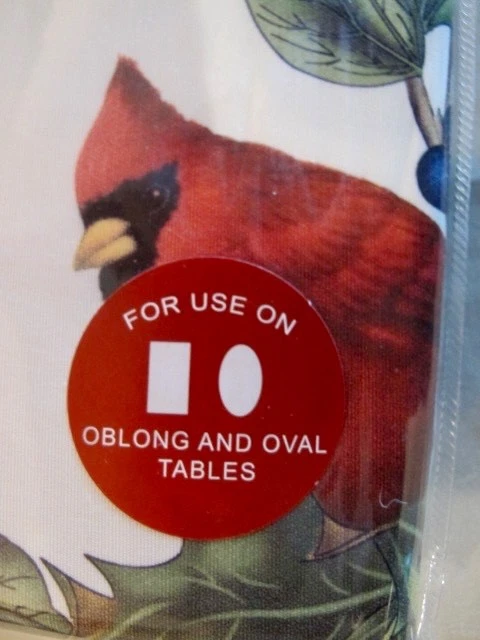 FOR USE ON
OBLONG AND OVAL
TABLES